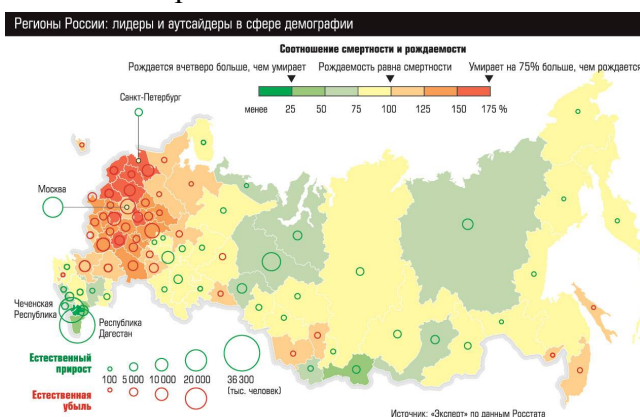 Регионы России: лидеры и аутсайдеры в сфере демографии
Соотношение смертности и рождаемости
Рождается вчетверо больше, чем умирает
Рождаемость равна смертности
Умирает на 75% больше, чем рождается
менее 25 50 75 100 125 150 175 %
Санкт-Петербург
Москва
Чеченская
Республика
Республика
Дагестан
Естественный
прирост
100 5 000 10 000 20 000 36 300
(тыс. человек)
Естественная
убыль
Источник: «Эксперт» по данным Росстата